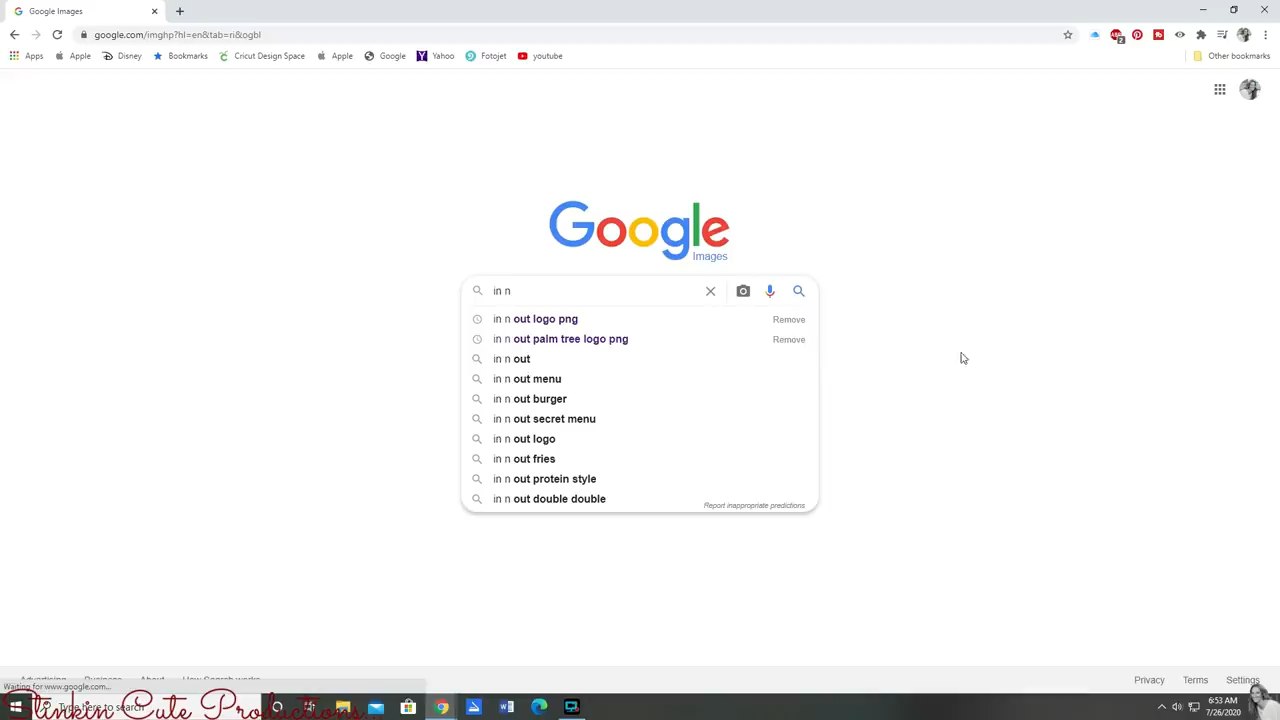 Google Images
google.com/imghp?hl=en&tab=ri&ogbl
2
Apps Apple Disney Bookmarks Cricut Design Space Apple Google Yahoo Fotojet youtube Other bookmarks
Google
Images
in n
in n out logo png Remove
in n out palm tree logo png Remove
in n out
in n out menu
in n out burger
in n out secret menu
in n out logo
in n out fries
in n out protein style
in n out double double
Report inappropriate predictions
Advertising Business About How Search works Privacy Terms Settings
Waiting for www.google.com...
Type here to search
Stinkin Cute Productions...
6:53 AM
7/26/2020